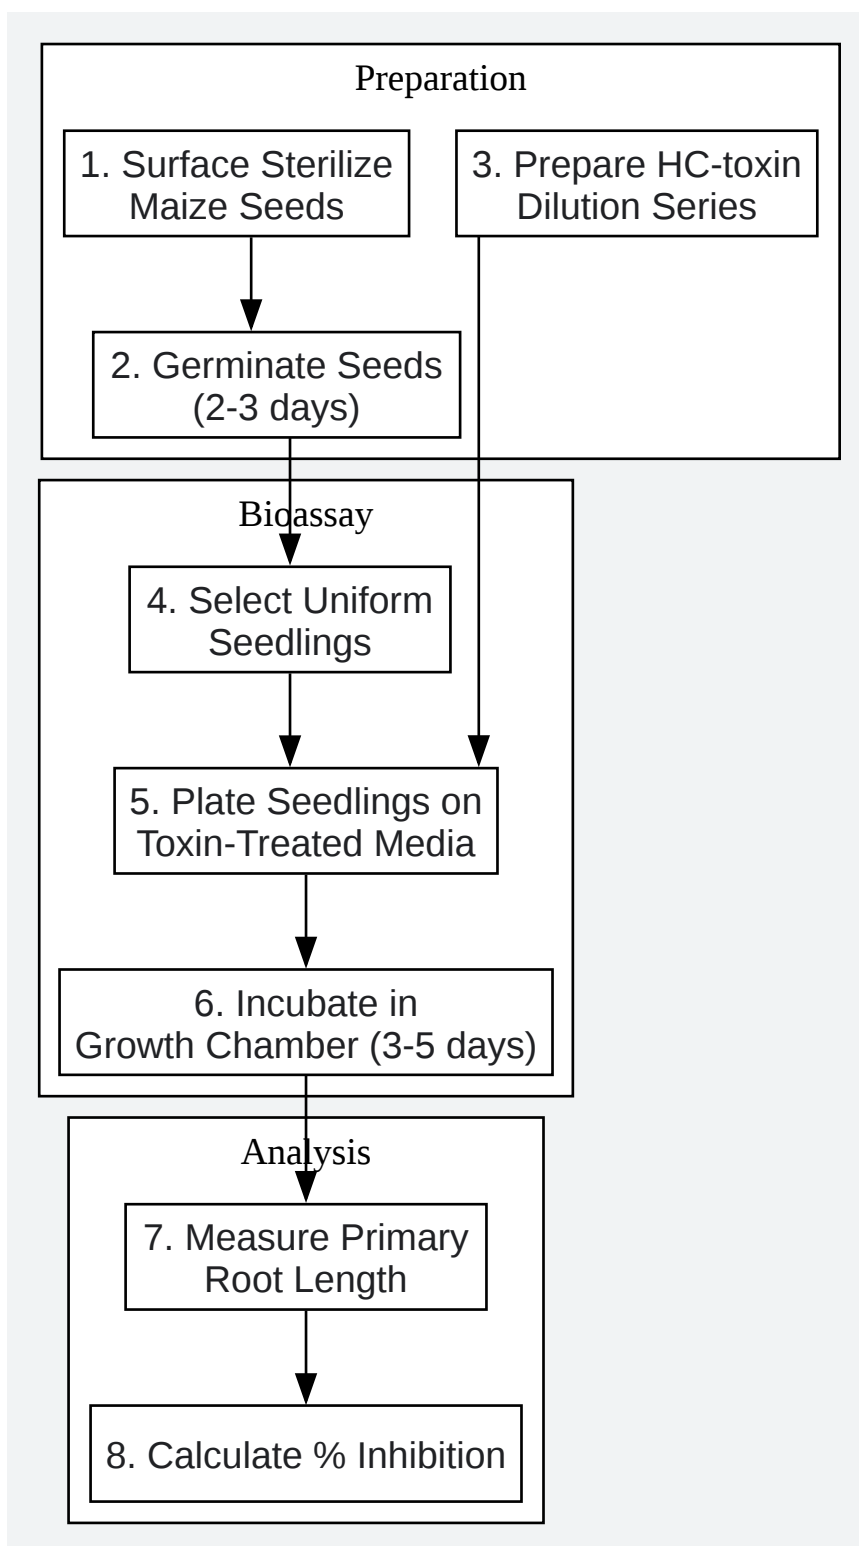 Preparation
1. Surface Sterilize
Maize Seeds
3. Prepare HC-toxin
Dilution Series
2. Germinate Seeds
(2-3 days)
Bioassay
4. Select Uniform
Seedlings
5. Plate Seedlings on
Toxin-Treated Media
6. Incubate in
Growth Chamber (3-5 days)
Analysis
7. Measure Primary
Root Length
8. Calculate % Inhibition